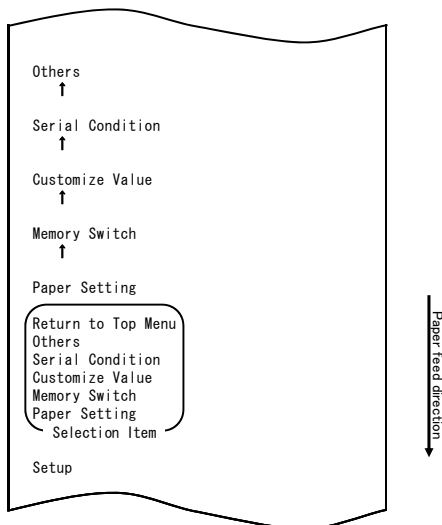 Others
↑
Serial Condition
↑
Customize Value
↑
Memory Switch
↑
Paper Setting
Return to Top Menu
Others
Serial Condition
Customize Value
Memory Switch
Paper Setting
Selection Item
Setup
Paper feed direction